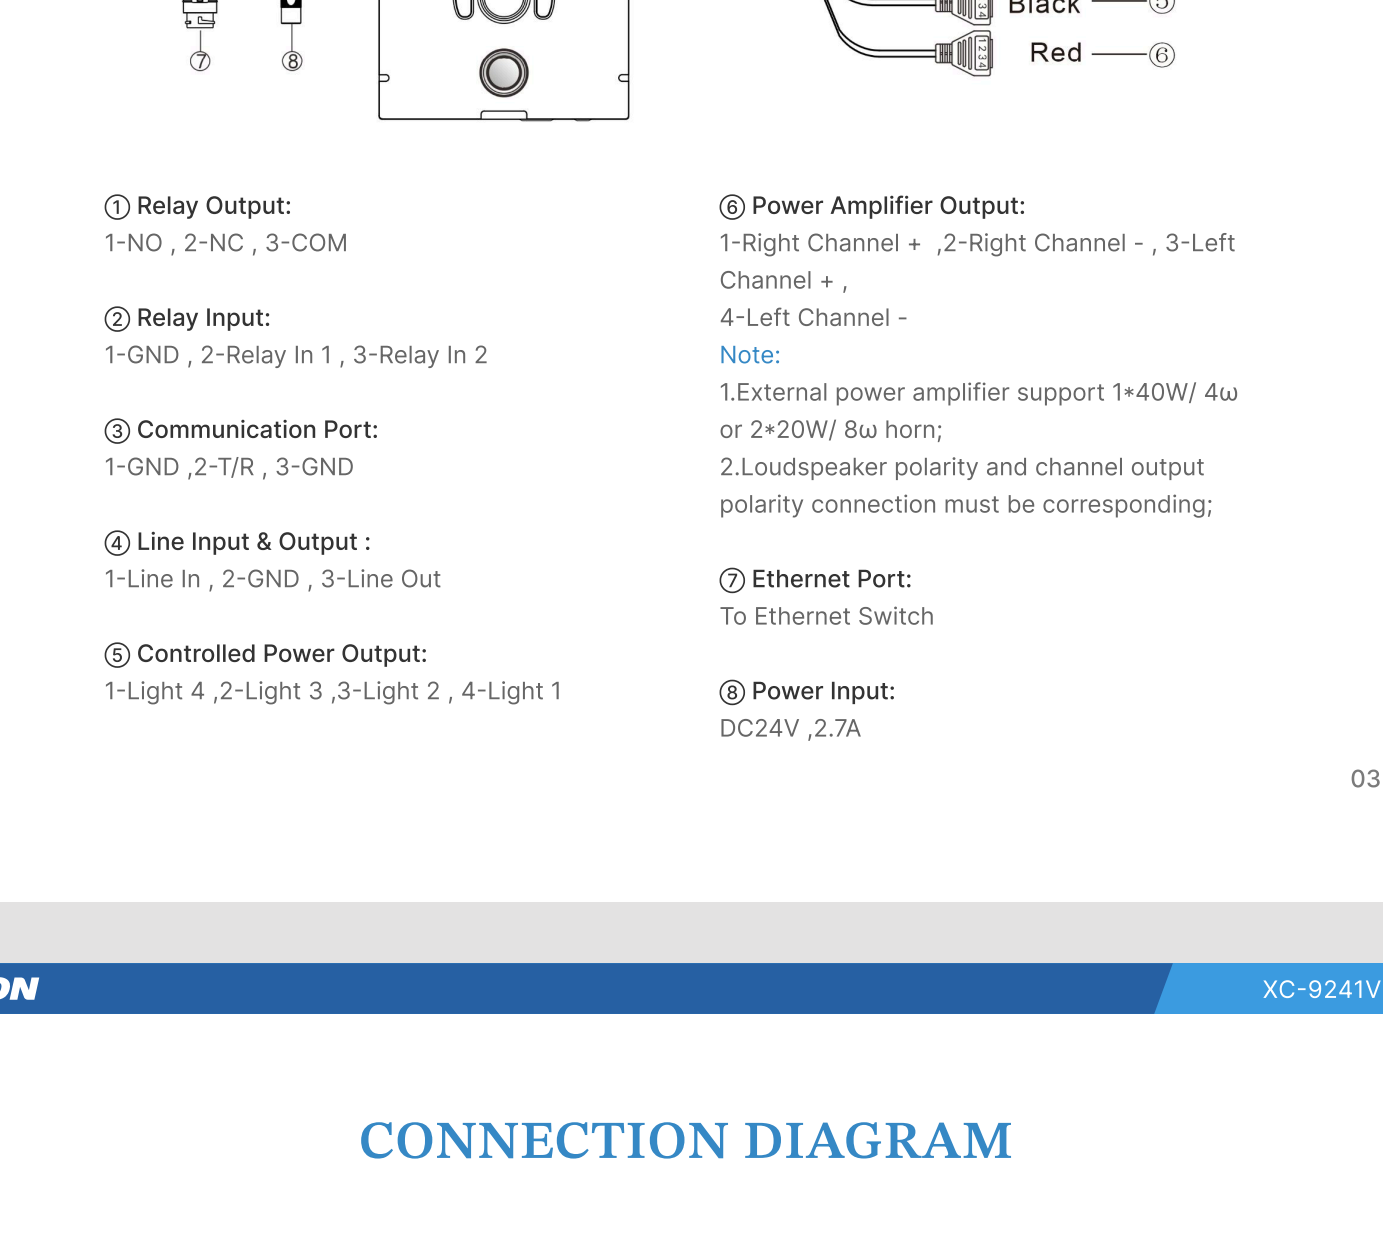 Black ⑤
1 2 3 4
Red ⑥
⑦ ⑧
① Relay Output:
1-NO , 2-NC , 3-COM
② Relay Input:
1-GND , 2-Relay In 1 , 3-Relay In 2
③ Communication Port:
1-GND ,2-T/R , 3-GND
④ Line Input & Output :
1-Line In , 2-GND , 3-Line Out
⑤ Controlled Power Output:
1-Light 4 ,2-Light 3 ,3-Light 2 , 4-Light 1
⑥ Power Amplifier Output:
1-Right Channel + ,2-Right Channel - , 3-Left
Channel + ,
4-Left Channel -
Note:
1.External power amplifier support 1*40W/ 4ω
or 2*20W/ 8ω horn;
2.Loudspeaker polarity and channel output
polarity connection must be corresponding;
⑦ Ethernet Port:
To Ethernet Switch
⑧ Power Input:
DC24V ,2.7A
03
ON
XC-9241V
CONNECTION DIAGRAM